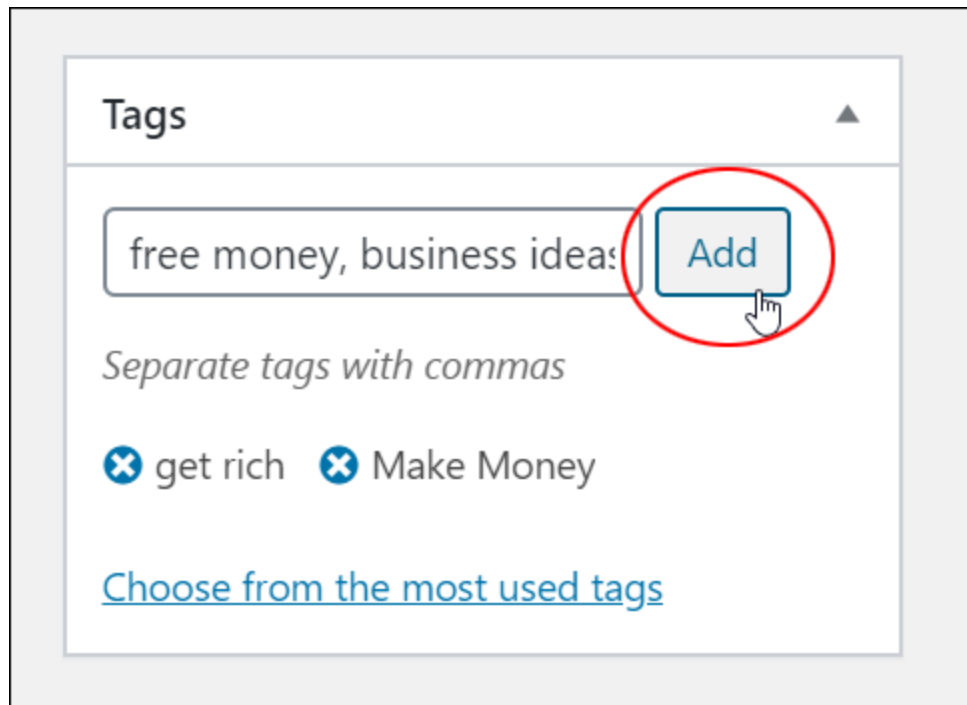 Tags
free money, business ideas Add
Separate tags with commas
get rich Make Money
Choose from the most used tags